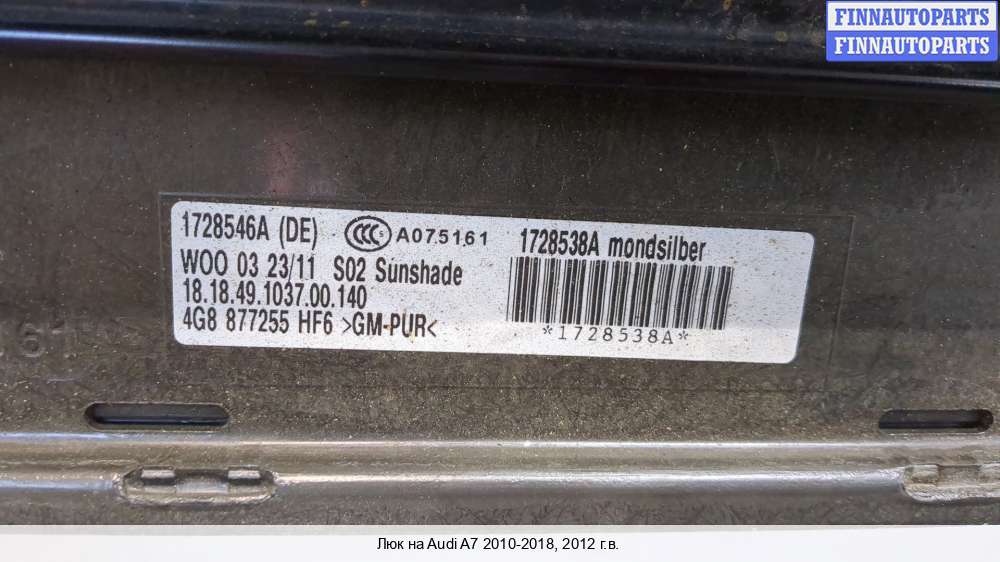 FINNAUTOPARTS
FINNAUTOPARTS
1728546A (DE) CCC S A075161 1728538A mondsilber
WOO 03 23/11 S02 Sunshade
18.18.49.1037.00.140
4G8 877255 HF6 >GM-PUR<
*1728538A*
Люк на Audi A7 2010-2018, 2012 г.в.